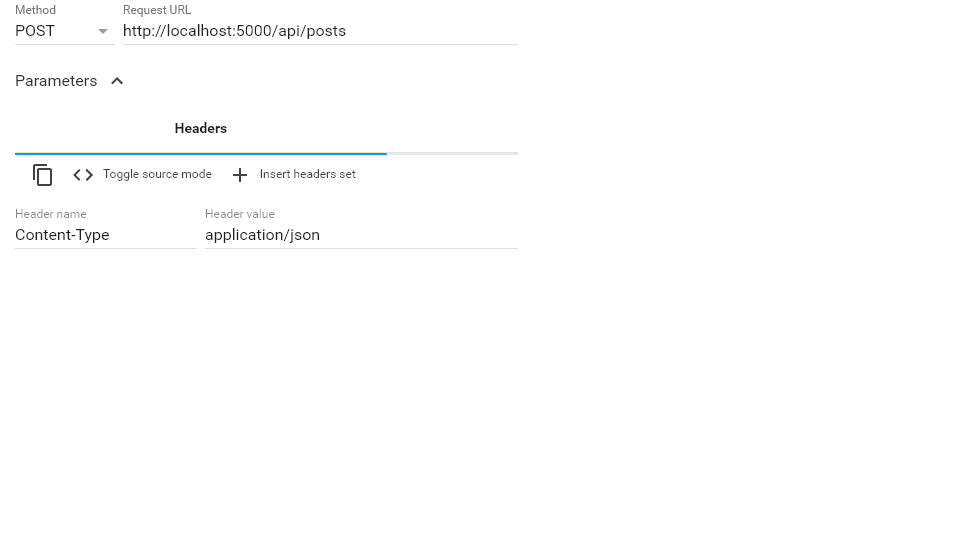 Method Request URL
POST http://localhost:5000/api/posts
Parameters
Headers
Toggle source mode Insert headers set
Header name Header value
Content-Type application/json